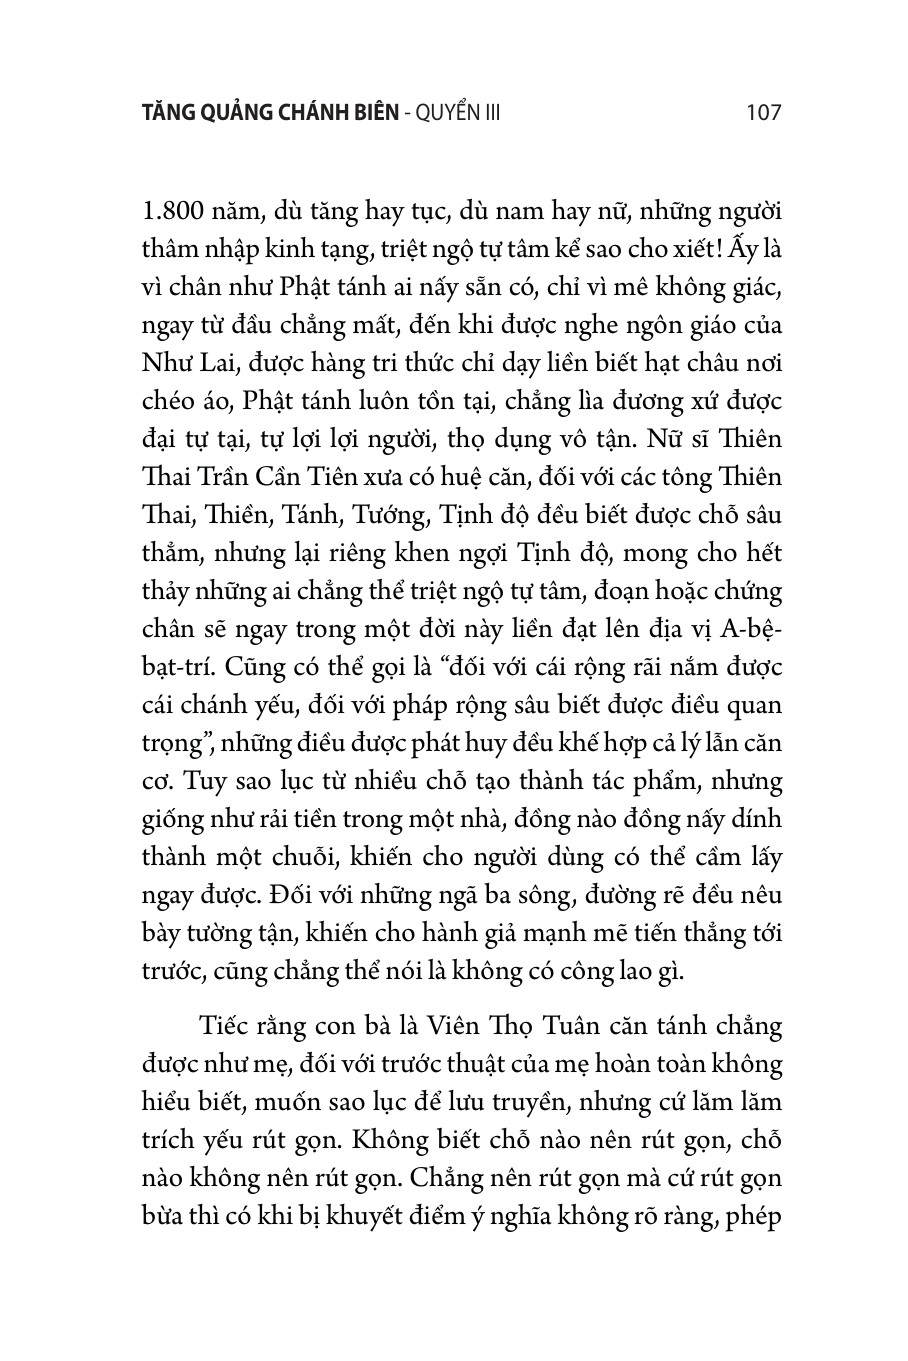 TĂNG QUẢNG CHÁNH BIÊN - QUYỂN III 107
1.800 năm, dù tăng hay tục, dù nam hay nữ, những người
thâm nhập kinh tạng, triệt ngộ tự tâm kể sao cho xiết! Ấy là
vì chân như Phật tánh ai nấy sẵn có, chỉ vì mê không giác,
ngay từ đầu chẳng mất, đến khi được nghe ngôn giáo của
Như Lai, được hàng tri thức chỉ dạy liền biết hạt châu nơi
chéo áo, Phật tánh luôn tồn tại, chẳng lìa đương xứ được
đại tự tại, tự lợi lợi người, thọ dụng vô tận. Nữ sĩ Thiên
Thai Trần Cần Tiên xưa có huệ căn, đối với các tông Thiên
Thai, Thiền, Tánh, Tướng, Tịnh độ đều biết được chỗ sâu
thẳm, nhưng lại riêng khen ngợi Tịnh độ, mong cho hết
thảy những ai chẳng thể triệt ngộ tự tâm, đoạn hoặc chứng
chân sẽ ngay trong một đời này liền đạt lên địa vị A-bệ-
bạt-trí. Cũng có thể gọi là “đối với cái rộng rãi nắm được
cái chánh yếu, đối với pháp rộng sâu biết được điều quan
trọng”, những điều được phát huy đều khế hợp cả lý lẫn căn
cơ. Tuy sao lục từ nhiều chỗ tạo thành tác phẩm, nhưng
giống như rải tiền trong một nhà, đồng nào đồng nấy dính
thành một chuỗi, khiến cho người dùng có thể cầm lấy
ngay được. Đối với những ngã ba sông, đường rẽ đều nêu
bày tường tận, khiến cho hành giả mạnh mẽ tiến thẳng tới
trước, cũng chẳng thể nói là không có công lao gì.
Tiếc rằng con bà là Viên Thọ Tuân căn tánh chẳng
được như mẹ, đối với trước thuật của mẹ hoàn toàn không
hiểu biết, muốn sao lục để lưu truyền, nhưng cứ lăm lăm
trích yếu rút gọn. Không biết chỗ nào nên rút gọn, chỗ
nào không nên rút gọn. Chẳng nên rút gọn mà cứ rút gọn
bừa thì có khi bị khuyết điểm ý nghĩa không rõ ràng, phép